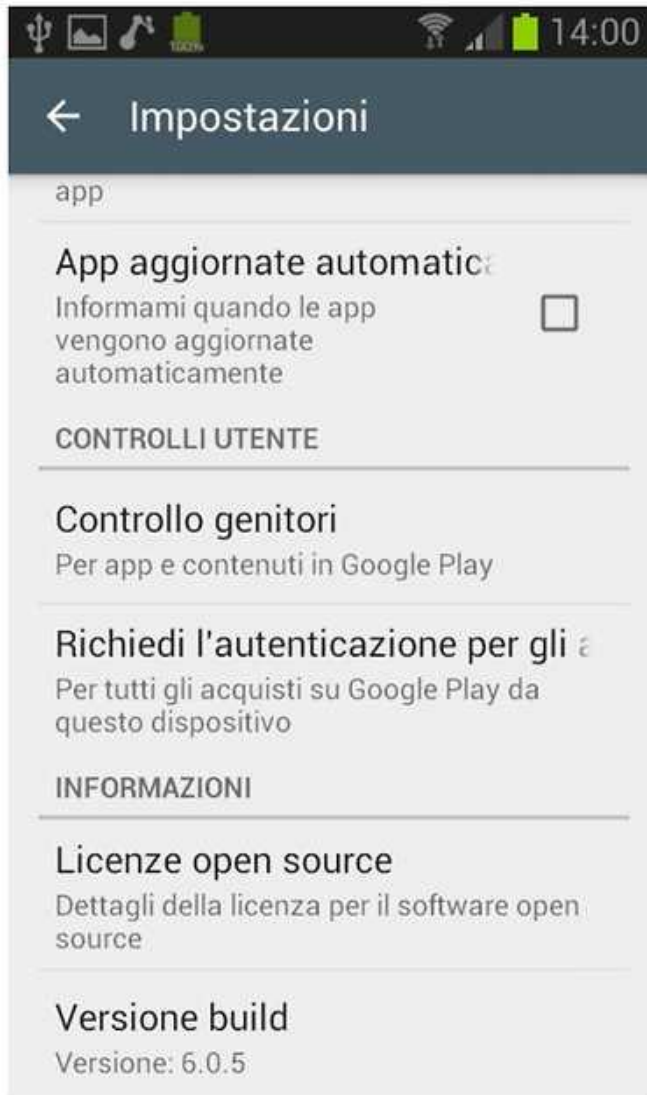 100%
14:00
Impostazioni
app
App aggiornate automatic
Informami quando le app
vengono aggiornate
automaticamente
CONTROLLI UTENTE
Controllo genitori
Per app e contenuti in Google Play
Richiedi l'autenticazione per gli a
Per tutti gli acquisti su Google Play da
questo dispositivo
INFORMAZIONI
Licenze open source
Dettagli della licenza per il software open
source
Versione build
Versione: 6.0.5